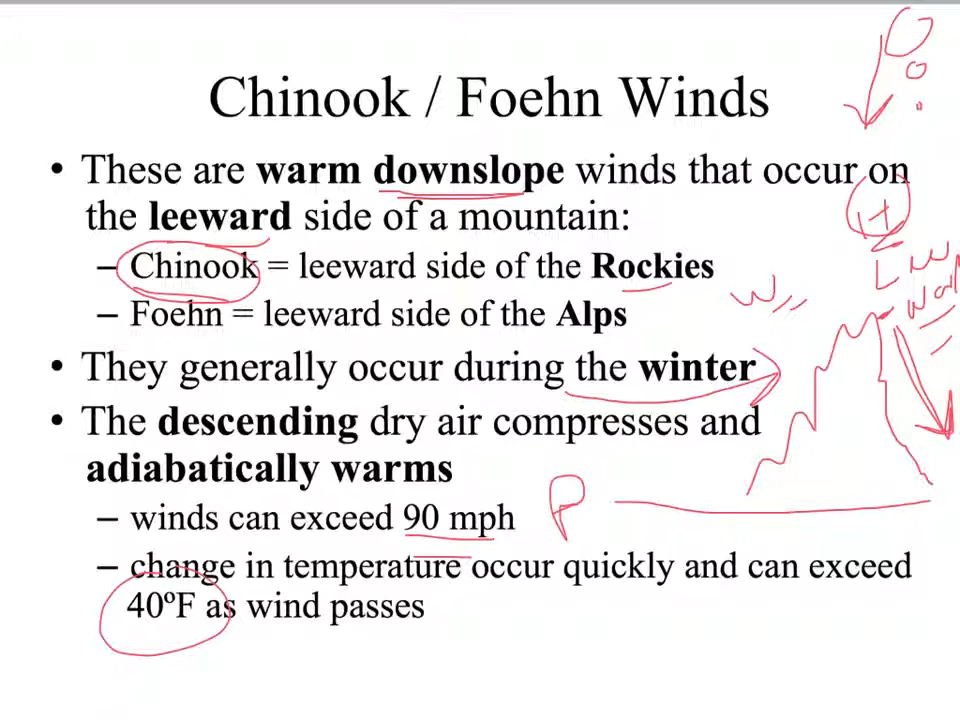 Chinook / Foehn Winds
• These are warm downslope winds that occur on
the leeward side of a mountain:
– Chinook = leeward side of the Rockies
– Foehn = leeward side of the Alps
• They generally occur during the winter
• The descending dry air compresses and
adiabatically warms
– winds can exceed 90 mph
– change in temperature occur quickly and can exceed
40ºF as wind passes
H
L
W
P